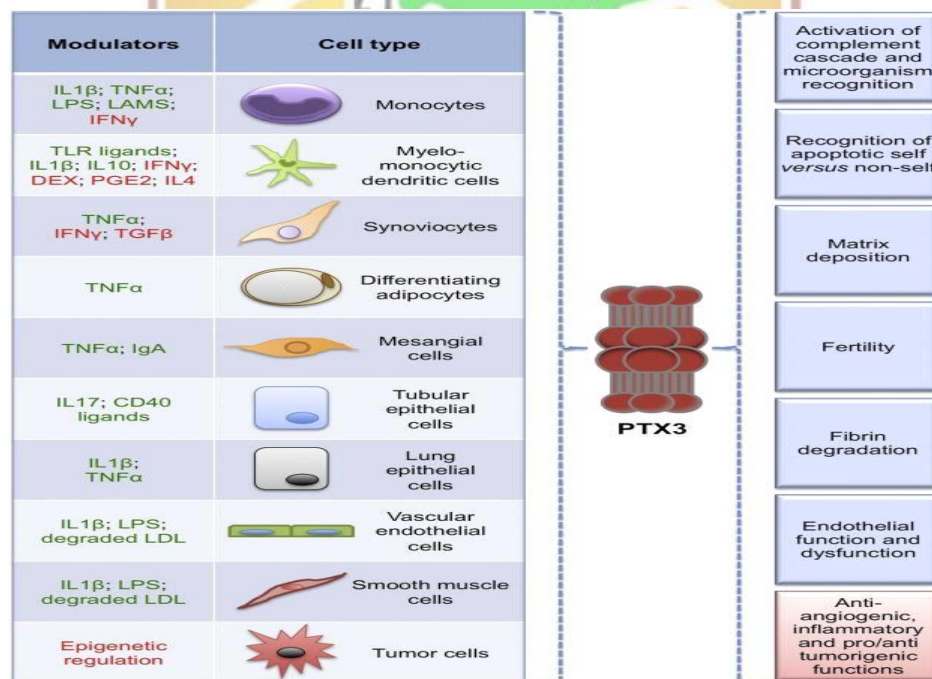 Modulators
Cell type
IL1β; TNFα;
LPS; LAMS;
IFNγ
Monocytes
TLR ligands;
IL1β; IL10; IFNγ;
DEX; PGE2; IL4
Myelo-
monocytic
dendritic cells
TNFα;
IFNγ; TGFβ
Synoviocytes
TNFα
Differentiating
adipocytes
TNFα; IgA
Mesangial
cells
IL17; CD40
ligands
Tubular
epithelial
cells
IL1β;
TNFα
Lung
epithelial
cells
IL1β; LPS;
degraded LDL
Vascular
endothelial
cells
IL1β; LPS;
degraded LDL
Smooth muscle
cells
Epigenetic
regulation
Tumor cells
PTX3
Activation of
complement
cascade and
microorganism
recognition
Recognition of
apoptotic self
versus non-self
Matrix
deposition
Fertility
Fibrin
degradation
Endothelial
function and
dysfunction
Anti-
angiogenic,
inflammatory
and pro/anti
tumorigenic
functions